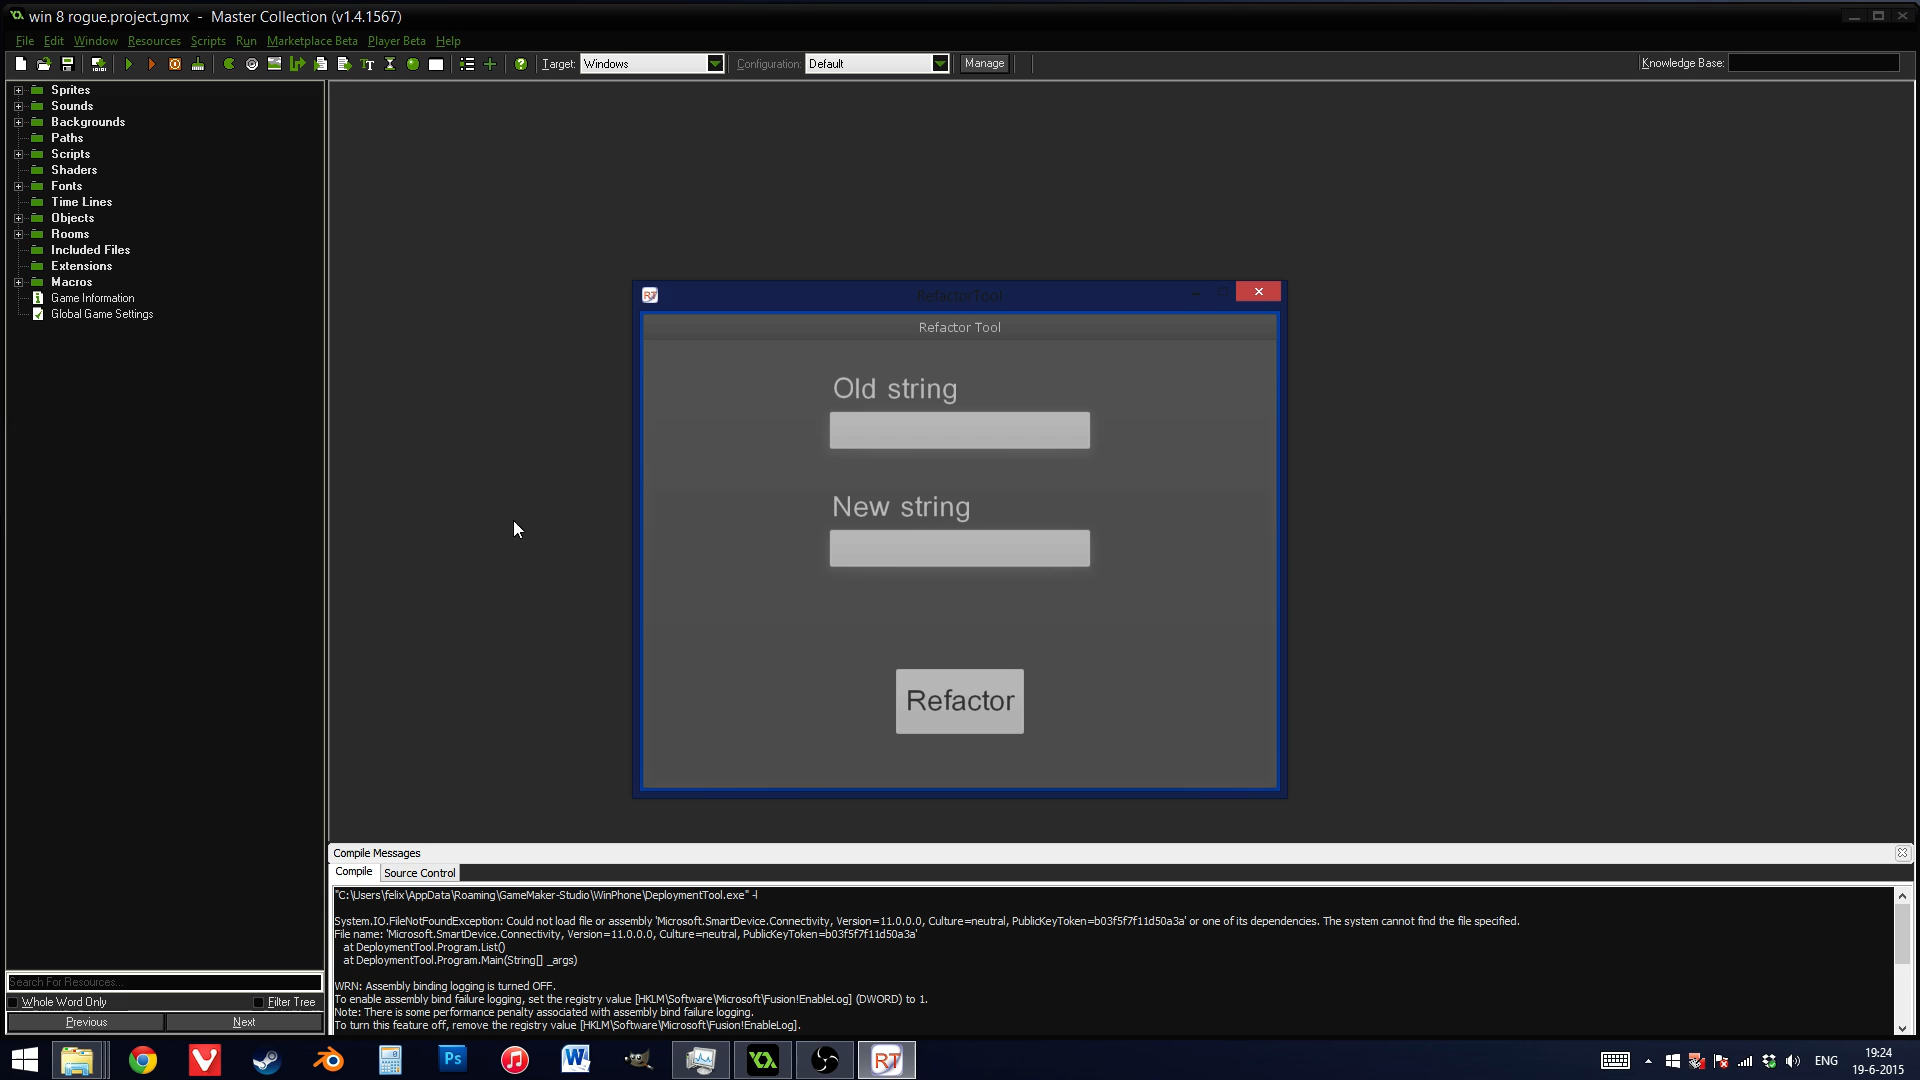 win 8 rogue.project.gmx - Master Collection (v1.4.1567)
File Edit Window Resources Scripts Run Marketplace Beta Player Beta Help
Target: Windows Configuration: Default Manage Knowledge Base:
Sprites
Sounds
Backgrounds
Paths
Scripts
Shaders
Fonts
Time Lines
Objects
Rooms
Included Files
Extensions
Macros
Game Information
Global Game Settings
RT RefactorTool
Refactor Tool
Old string
New string
Refactor
Compile Messages
Compile Source Control
"C:\Users\felix\AppData\Roaming\GameMaker-Studio\WinPhone\DeploymentTool.exe" -l
System.IO.FileNotFoundException: Could not load file or assembly 'Microsoft.SmartDevice.Connectivity, Version=11.0.0.0, Culture=neutral, PublicKeyToken=b03f5f7f11d50a3a' or one of its dependencies. The system cannot find the file specified.
File name: 'Microsoft.SmartDevice.Connectivity, Version=11.0.0.0, Culture=neutral, PublicKeyToken=b03f5f7f11d50a3a'
at DeploymentTool.Program.List()
at DeploymentTool.Program.Main(String[] _args)
WRN: Assembly binding logging is turned OFF.
To enable assembly bind failure logging, set the registry value [HKLM\Software\Microsoft\Fusion!EnableLog] (DWORD) to 1.
Note: There is some performance penalty associated with assembly bind failure logging.
To turn this feature off, remove the registry value [HKLM\Software\Microsoft\Fusion!EnableLog].
Search For Resources...
Whole Word Only Filter Tree
Previous Next
Ps W RT ENG 19:24
19-6-2015